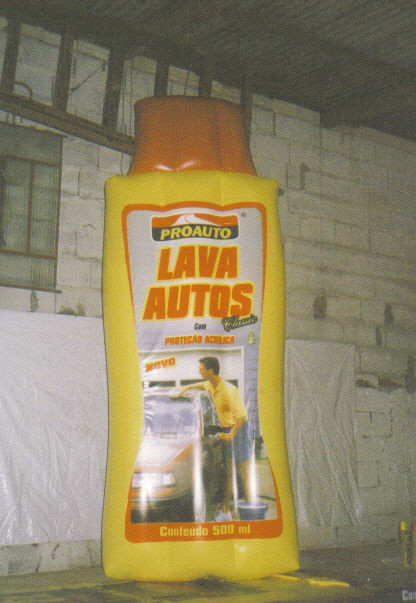 PROAUTO®
LAVA
AUTOS
Classic
Com
PROTEÇÃO ACRÍLICA
NOVO
Conteúdo 500 ml